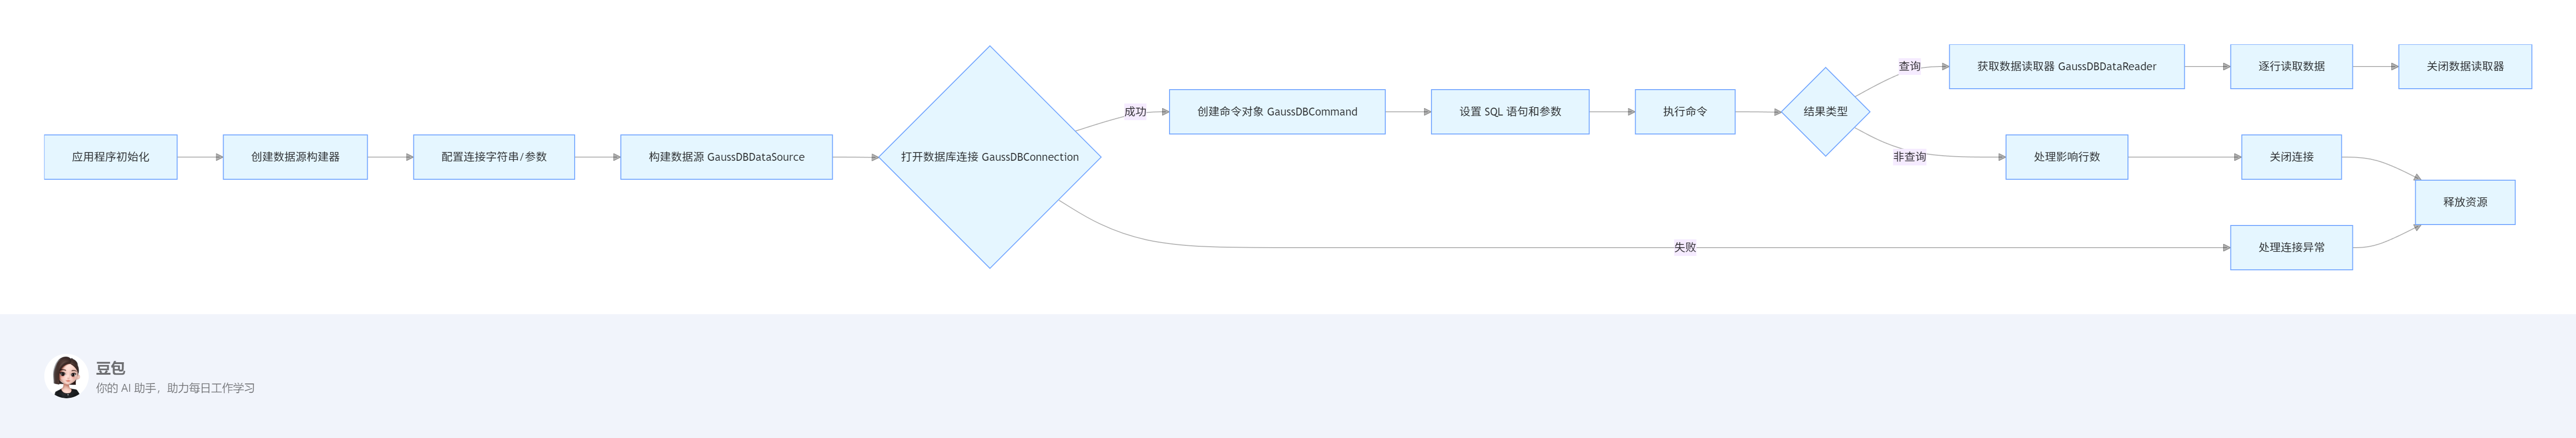 应用程序初始化
创建数据源构建器
配置连接字符串/参数
构建数据源 GaussDBDataSource
打开数据库连接 GaussDBConnection
成功
创建命令对象 GaussDBCommand
设置 SQL 语句和参数
执行命令
结果类型
查询
获取数据读取器 GaussDBDataReader
逐行读取数据
关闭数据读取器
非查询
处理影响行数
关闭连接
释放资源
失败
处理连接异常
豆包
你的 AI 助手，助力每日工作学习